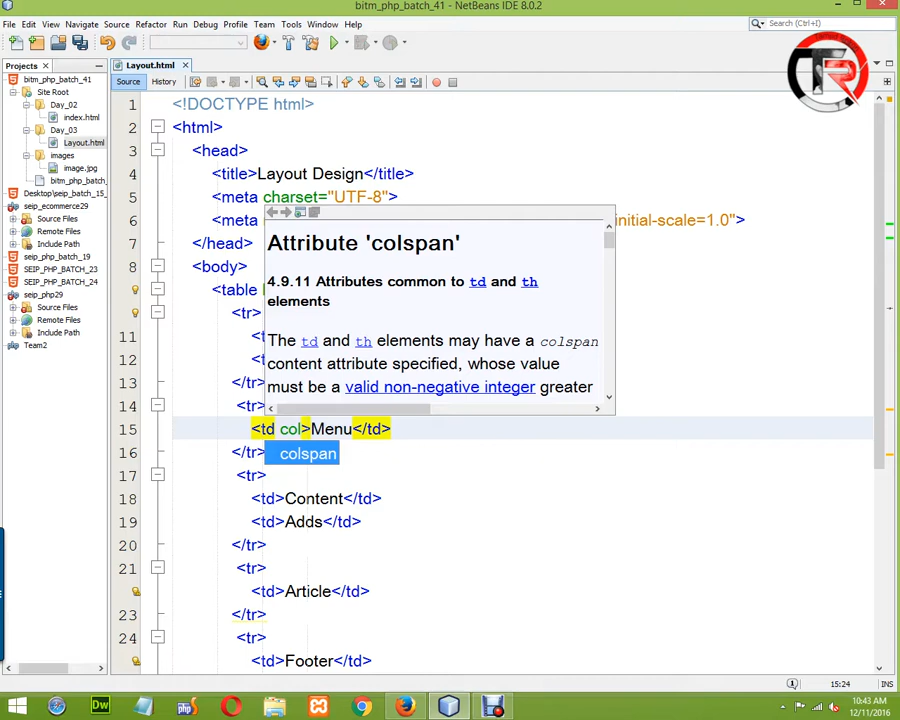 bitm_php_batch_41 - NetBeans IDE 8.0.2
File Edit View Navigate Source Refactor Run Debug Profile Team Tools Window Help
Search (Ctrl+I)
Projects
Layout.html
Source History
bitm_php_batch_41
Site Root
Day_02
index.html
Day_03
Layout.html
images
image.jpg
bitm_php_batch_
Desktop\seip_batch_15_
seip_ecommerce29
Source Files
Remote Files
Include Path
seip_php_batch_19
SEIP_PHP_BATCH_23
SEIP_PHP_BATCH_24
seip_php29
Source Files
Remote Files
Include Path
Team2
1 <!DOCTYPE html>
2 <html>
3 <head>
4 <title>Layout Design</title>
5 <meta charset="UTF-8">
6 <meta initial-scale=1.0">
7 </head>
8 <body>
<table
<tr>
11 <t
12 <t
13 </tr>
14 <tr>
15 <td col>Menu</td>
16 </tr>
17 <tr>
18 <td>Content</td>
19 <td>Adds</td>
20 </tr>
21 <tr>
<td>Article</td>
23 </tr>
24 <tr>
<td>Footer</td>
Attribute 'colspan'
4.9.11 Attributes common to td and th
elements
The td and th elements may have a colspan
content attribute specified, whose value
must be a valid non-negative integer greater
colspan
TR
15:24 INS
Dw
php
10:43 AM
12/11/2016